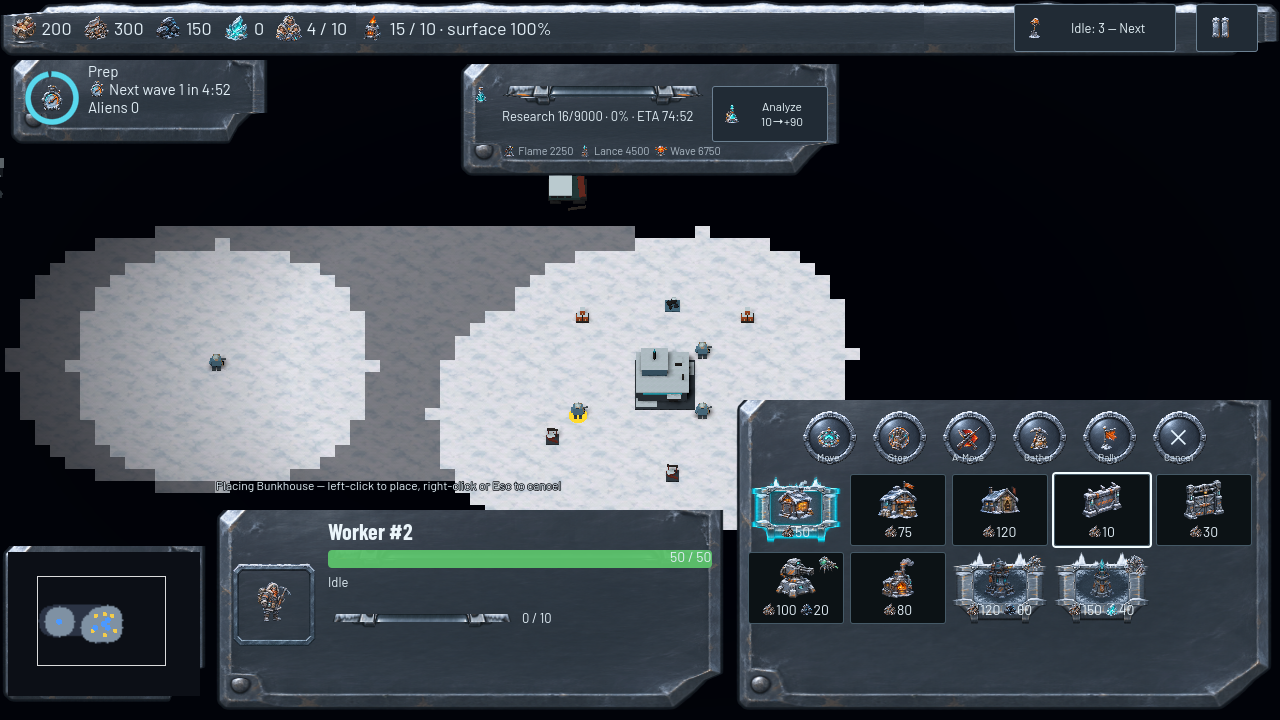 200 300 150 0 4 / 10 15 / 10 · surface 100%
Idle: 3 — Next
Prep
Next wave 1 in 4:52
Aliens 0
Research 16/9000 · 0% · ETA 74:52
Analyze
10→+90
Flame 2250 Lance 4500 Wave 6750
Placing Bunkhouse — left-click to place, right-click or Esc to cancel
Move Stop A-Move Gather Rally Cancel
50 75 120 10 30
100 20 80 120 80 150 40
Worker #2
50 / 50
Idle
0 / 10